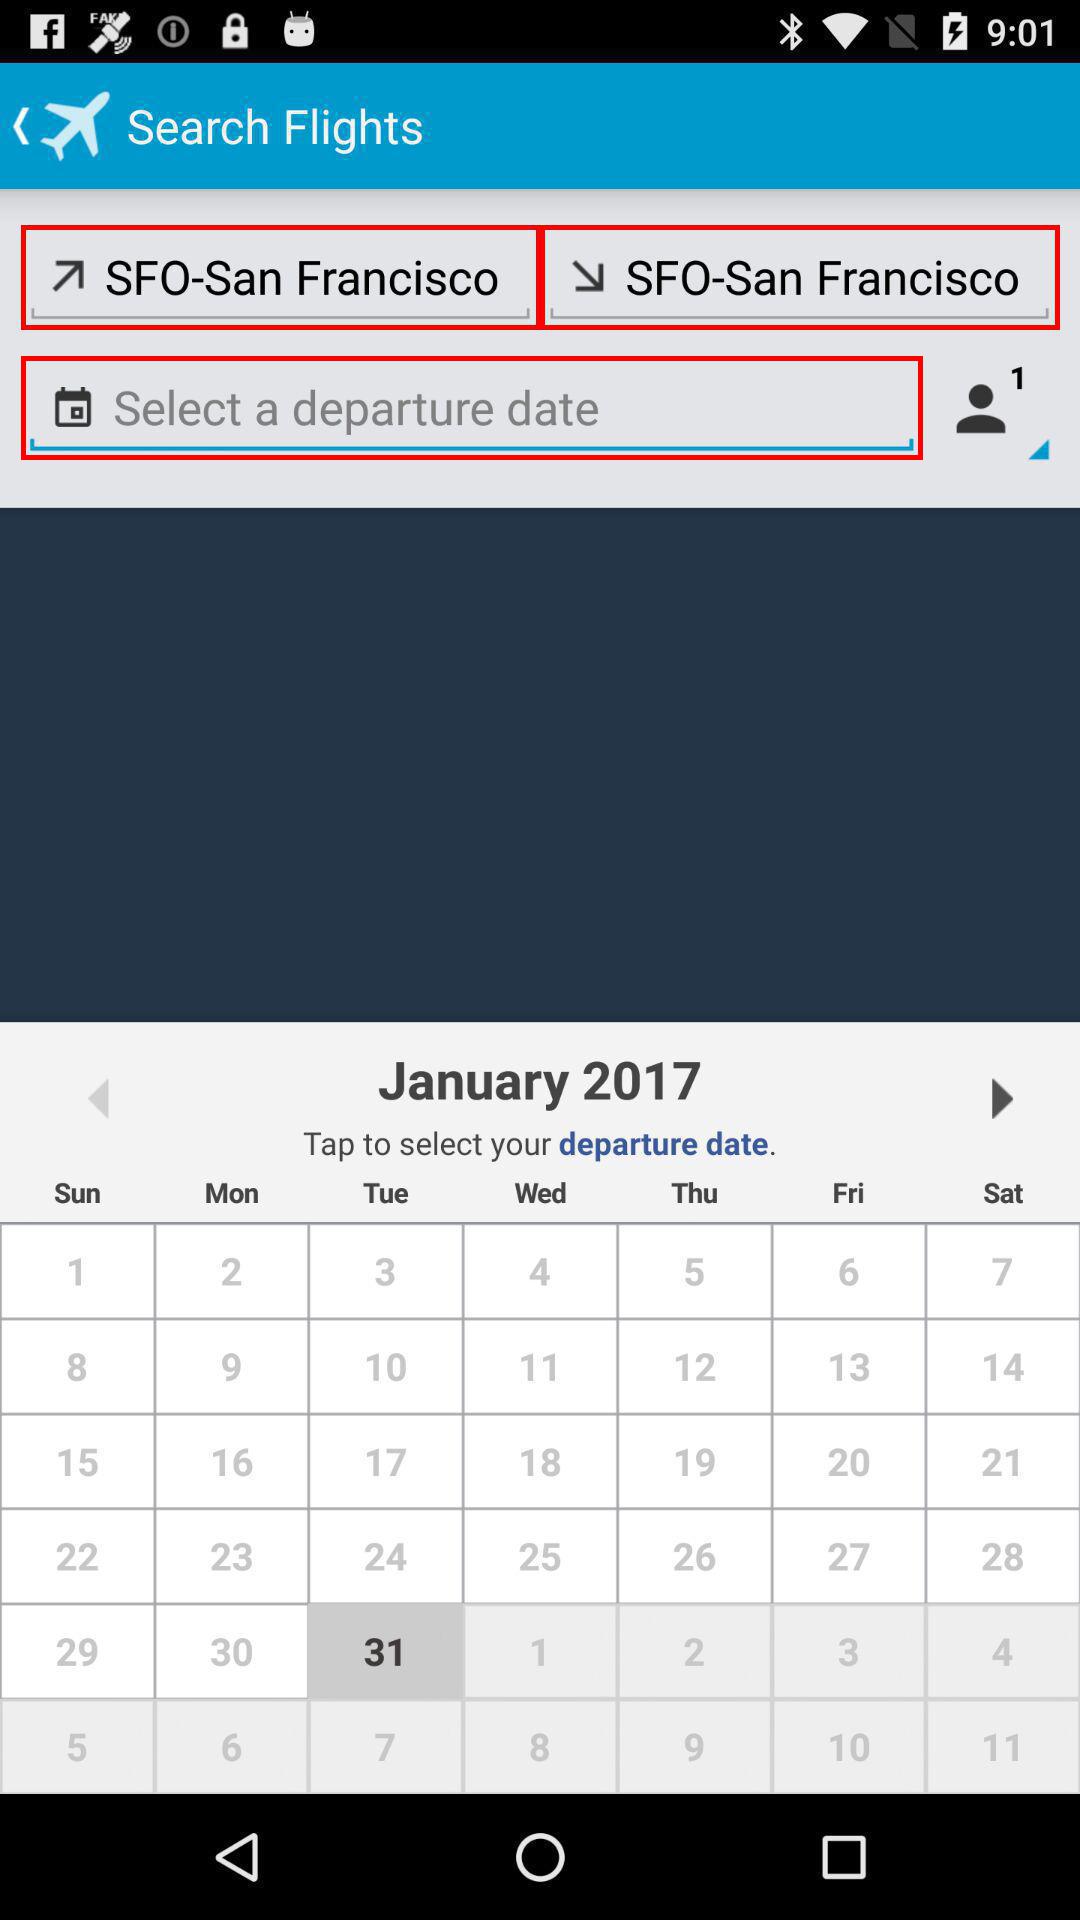 FAKE
9:01
Search Flights
SFO-San Francisco SFO-San Francisco
Select a departure date 1
January 2017
Tap to select your departure date.
Sun Mon Tue Wed Thu Fri Sat
1 2 3 4 5 6 7
8 9 10 11 12 13 14
15 16 17 18 19 20 21
22 23 24 25 26 27 28
29 30 31 1 2 3 4
5 6 7 8 9 10 11